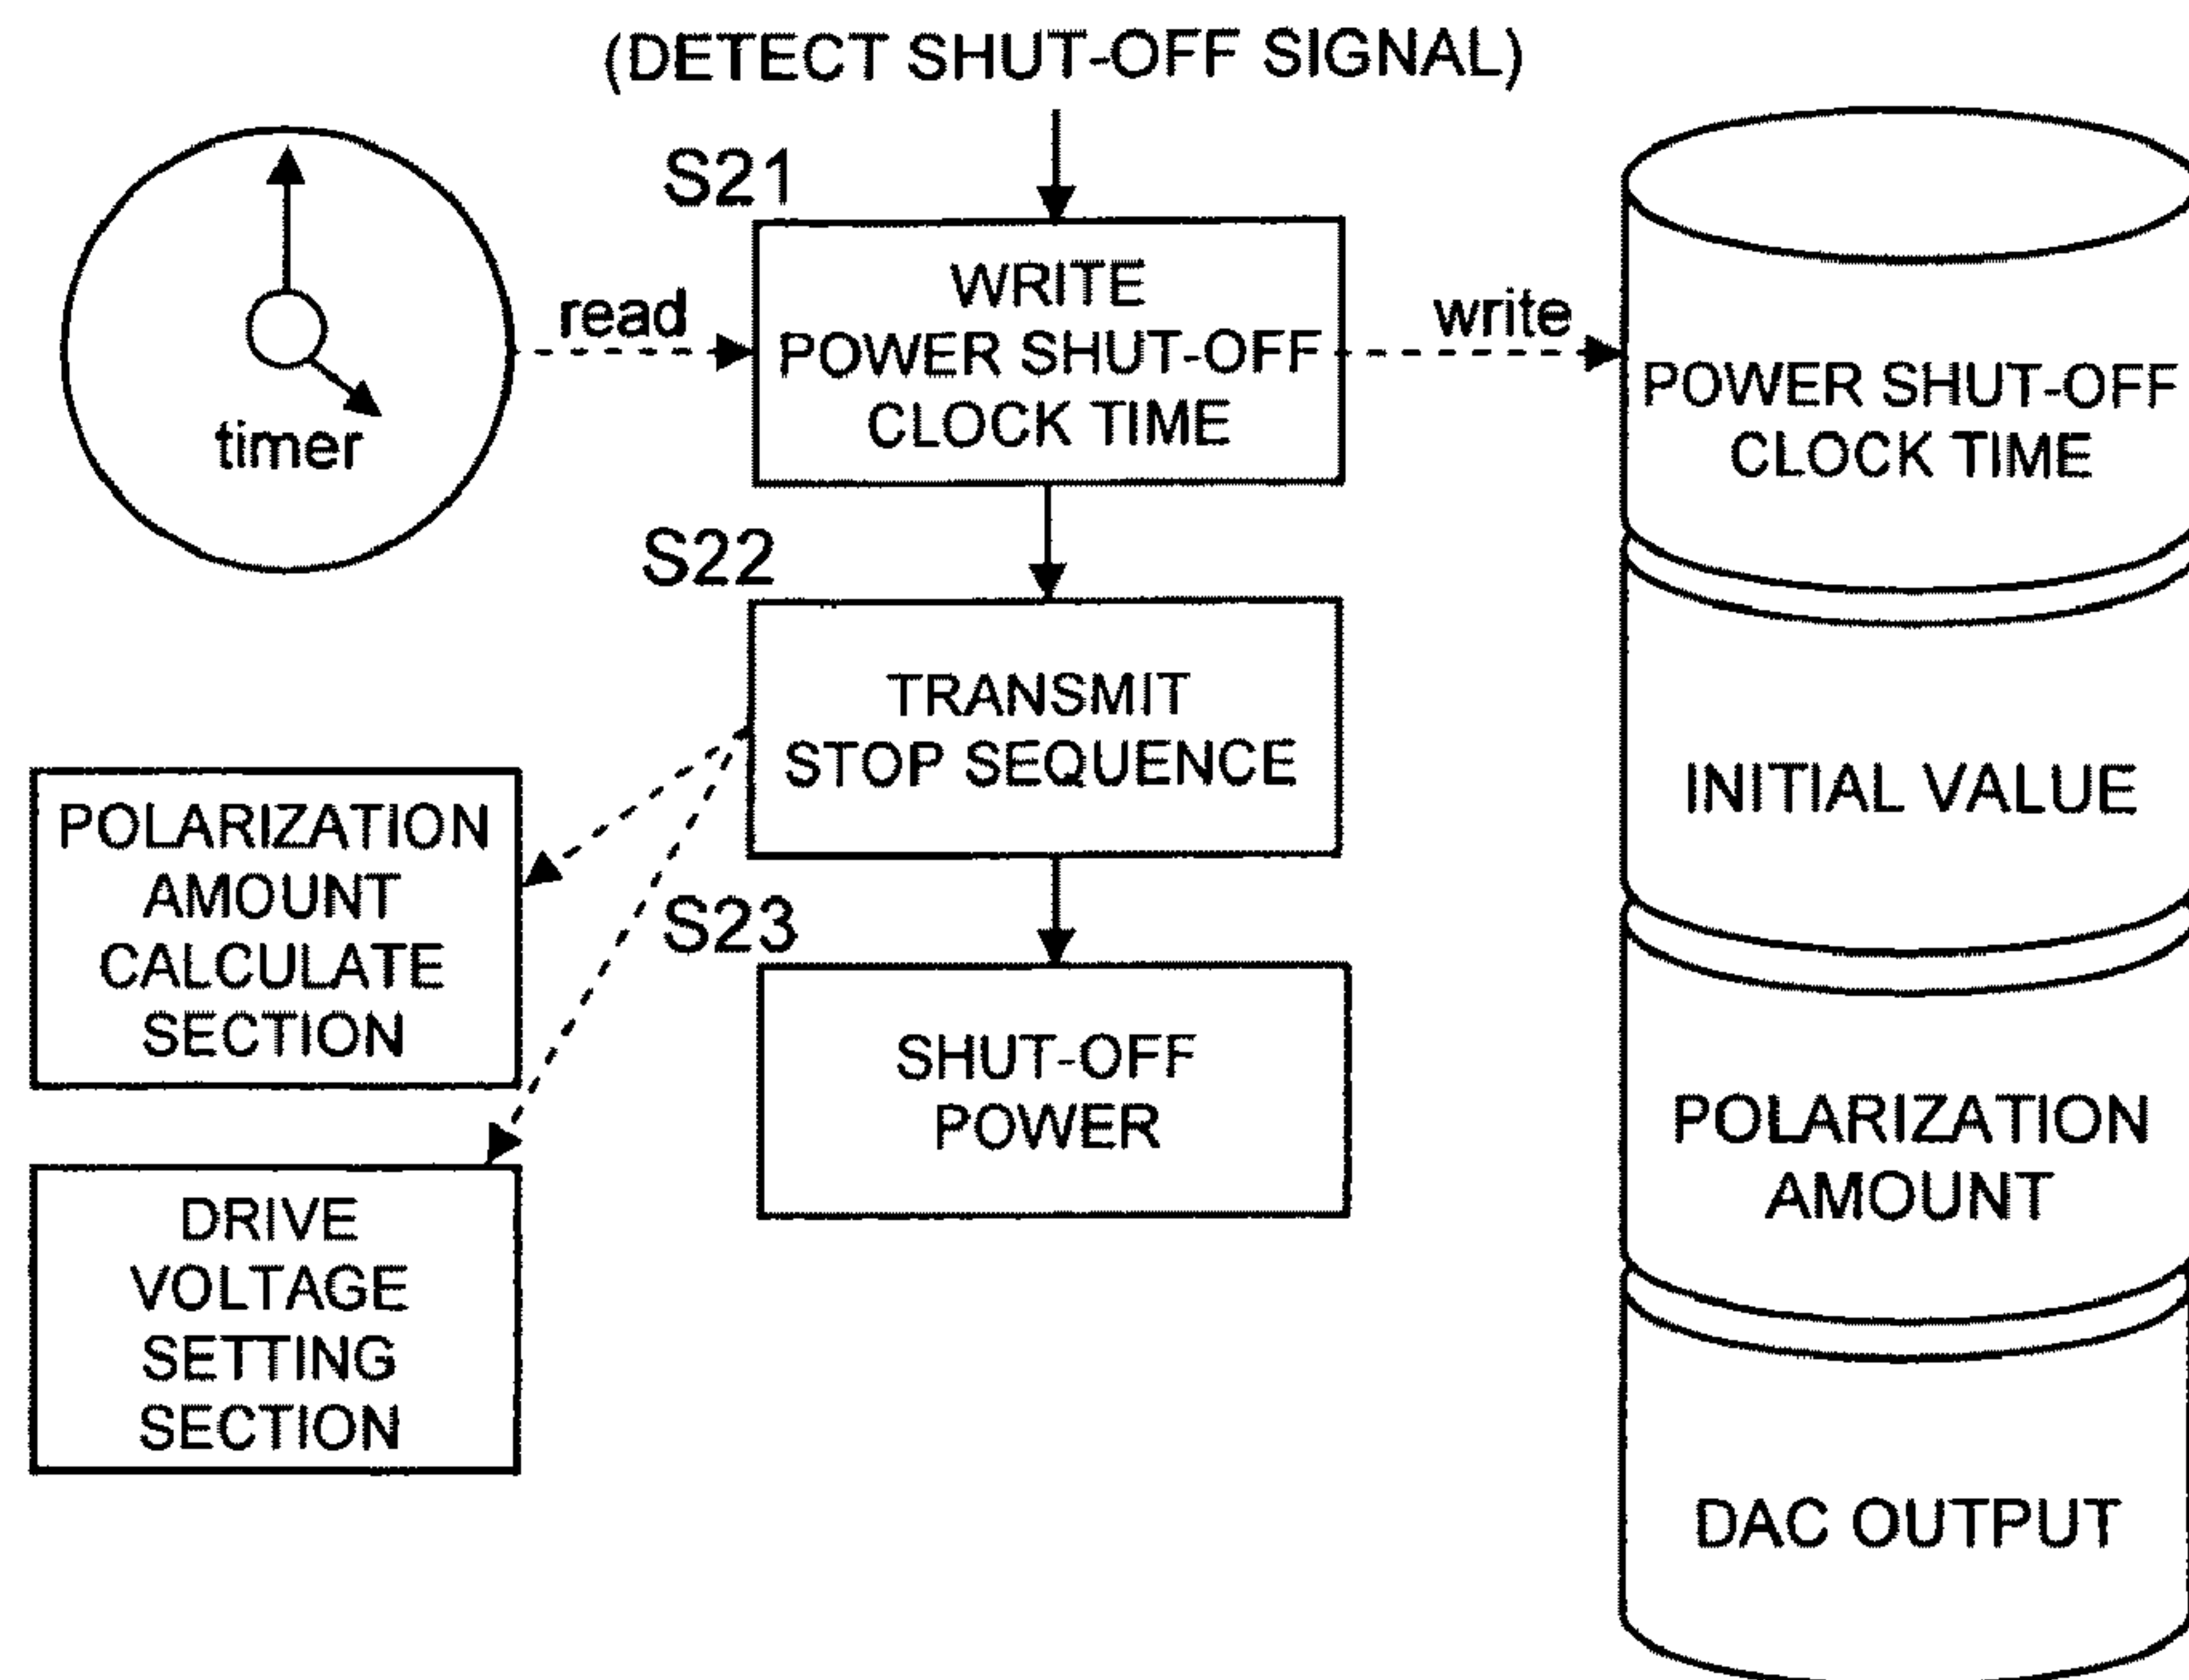 (DETECT SHUT-OFF SIGNAL)
timer
read
S21
WRITE
POWER SHUT-OFF
CLOCK TIME
write
POWER SHUT-OFF
CLOCK TIME
S22
TRANSMIT
STOP SEQUENCE
INITIAL VALUE
POLARIZATION
AMOUNT
CALCULATE
SECTION
S23
SHUT-OFF
POWER
POLARIZATION
AMOUNT
DRIVE
VOLTAGE
SETTING
SECTION
DAC OUTPUT